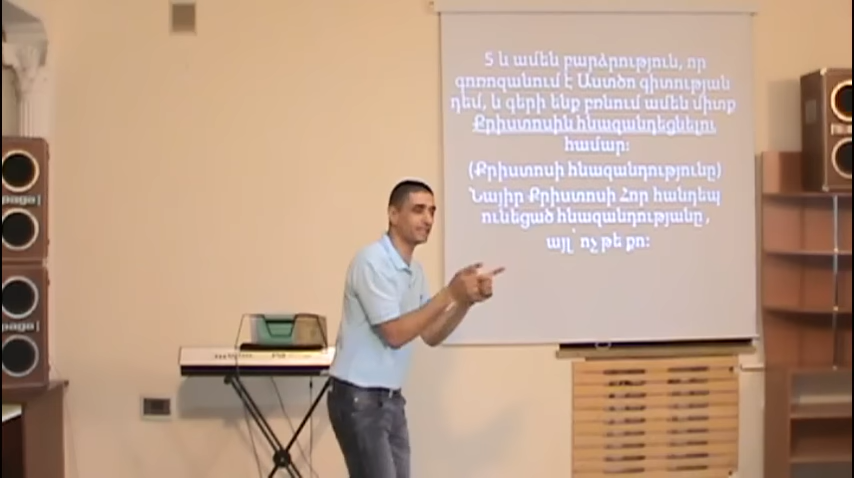 5 և ամեն բարձրություն, որ
գոռոզանում է Աստծո գիտության
դեմ, և գերի ենք բռնում ամեն միտք
Քրիստոսին հնազանդեցնելու
համար:
(Քրիստոսի հնազանդությունը)
Նայիր Քրիստոսի Հոր հանդեպ
ունեցած հնազանդությանը,
այլ՝ ոչ թե քո: